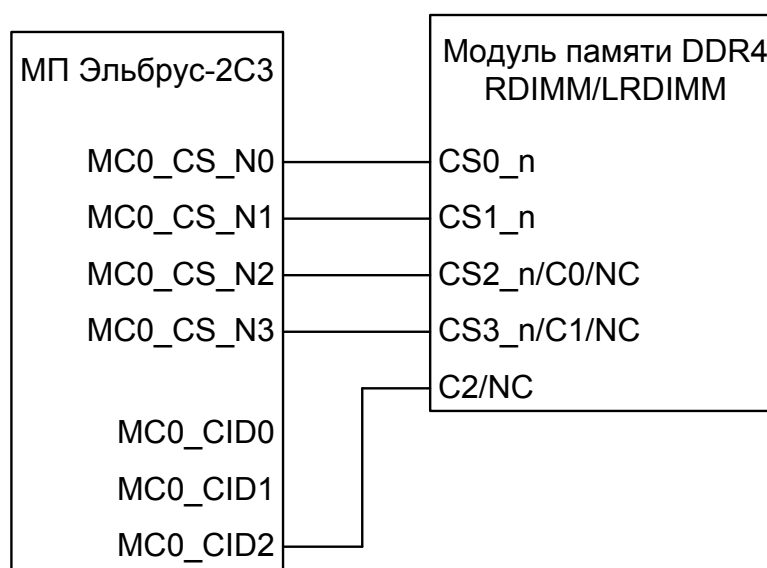 МП Эльбрус-2С3
MC0_CS_N0
MC0_CS_N1
MC0_CS_N2
MC0_CS_N3
MC0_CID0
MC0_CID1
MC0_CID2
Модуль памяти DDR4
RDIMM/LRDIMM
CS0_n
CS1_n
CS2_n/C0/NC
CS3_n/C1/NC
C2/NC